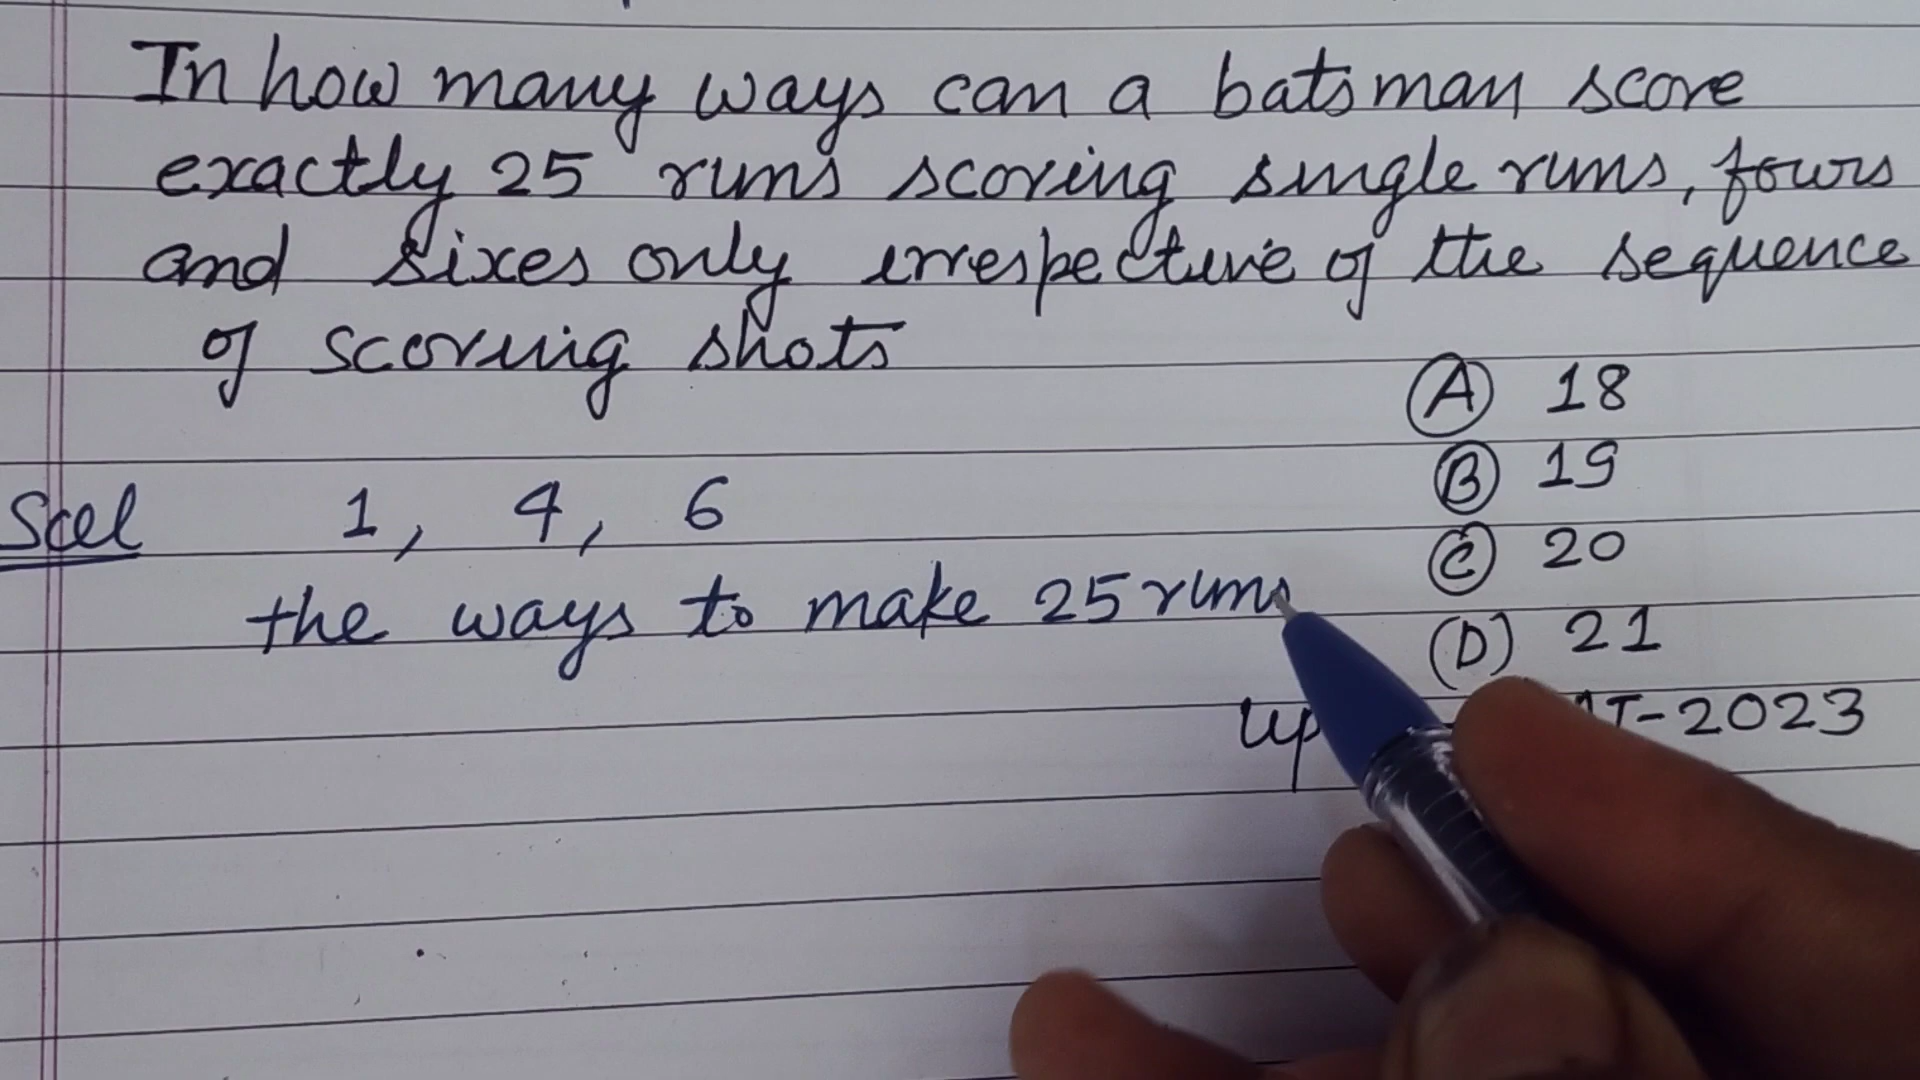 In how many ways can a batsman score
exactly 25 runs scoring single runs, fours
and sixes only irrespective of the sequence
of scoring shots
(A) 18
(B) 19
Sol 1, 4, 6
(C) 20
the ways to make 25 runs
(D) 21
up -2023